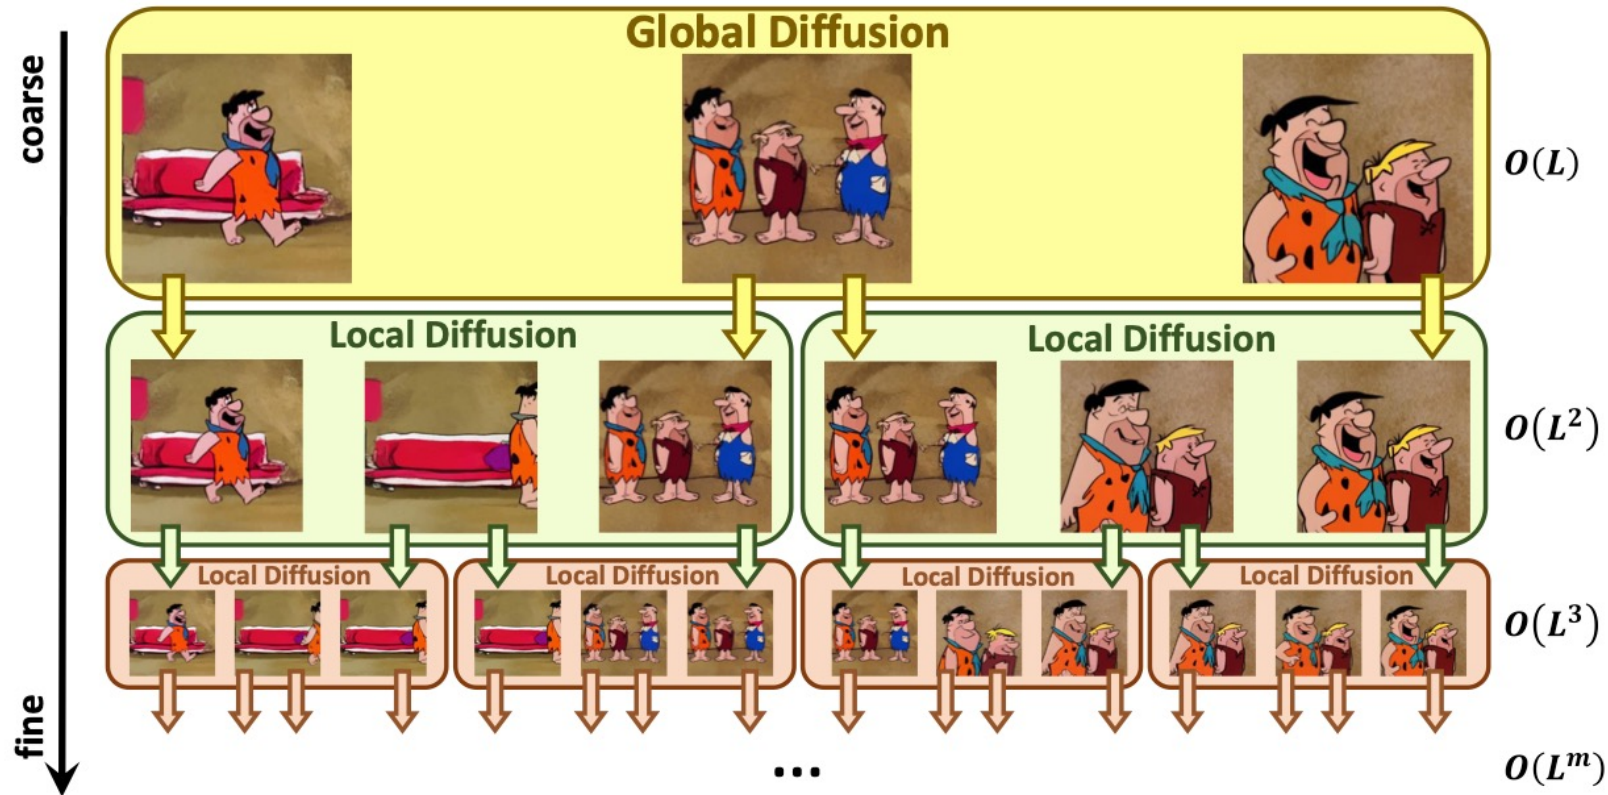 Global Diffusion
coarse
O(L)
Local Diffusion
Local Diffusion
O(L²)
Local Diffusion
Local Diffusion
Local Diffusion
Local Diffusion
O(L³)
fine
...
O(Lᵐ)